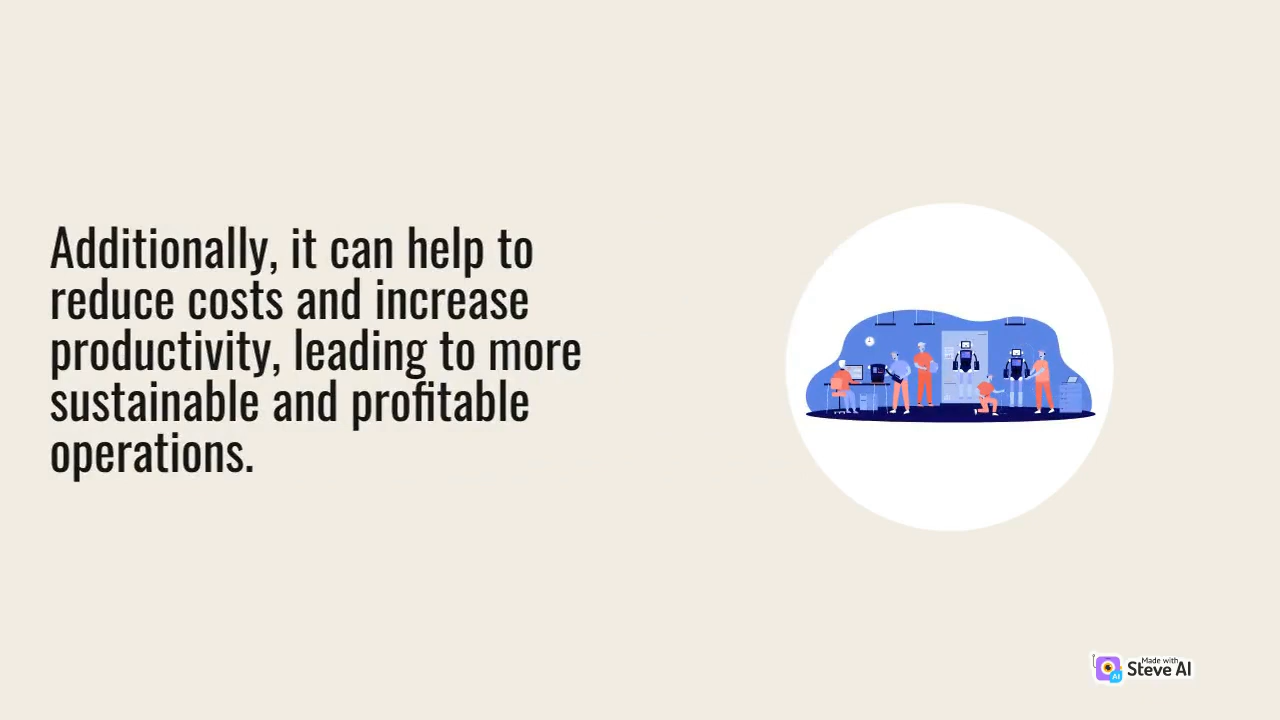 Additionally, it can help to
reduce costs and increase
productivity, leading to more
sustainable and profitable
operations.
Made with
Steve AI
AI